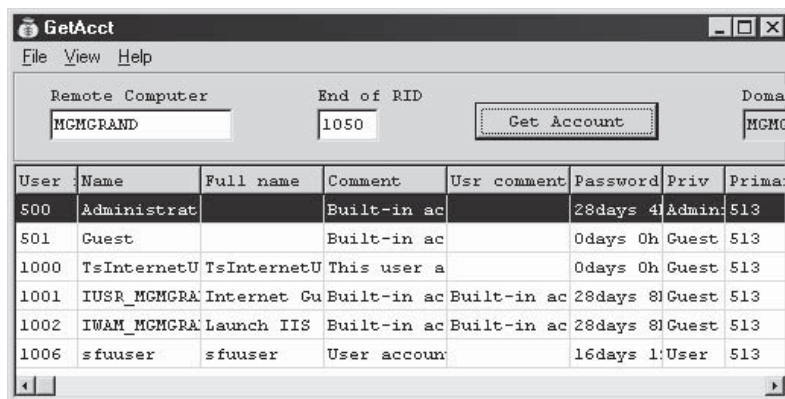 GetAcct
File View Help
Remote Computer End of RID Doma
MGMGRAND 1050 Get Account MGMG
User Name Full name Comment Usr comment Password Priv Prima
500 Administrat Built-in ac 28days 4 Admin 513
501 Guest Built-in ac 0days 0h Guest 513
1000 TsInternetU TsInternetU This user a 0days 0h Guest 513
1001 IUSR_MGMGRA Internet Gu Built-in ac Built-in ac 28days 8 Guest 513
1002 IWAM_MGMGRA Launch IIS Built-in ac Built-in ac 28days 8 Guest 513
1006 sfuuser sfuuser User accoun 16days 1 User 513